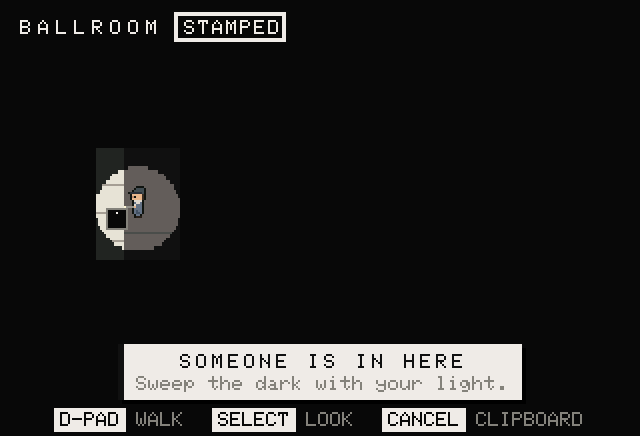 BALLROOM STAMPED
SOMEONE IS IN HERE
Sweep the dark with your light.
D-PAD WALK SELECT LOOK CANCEL CLIPBOARD